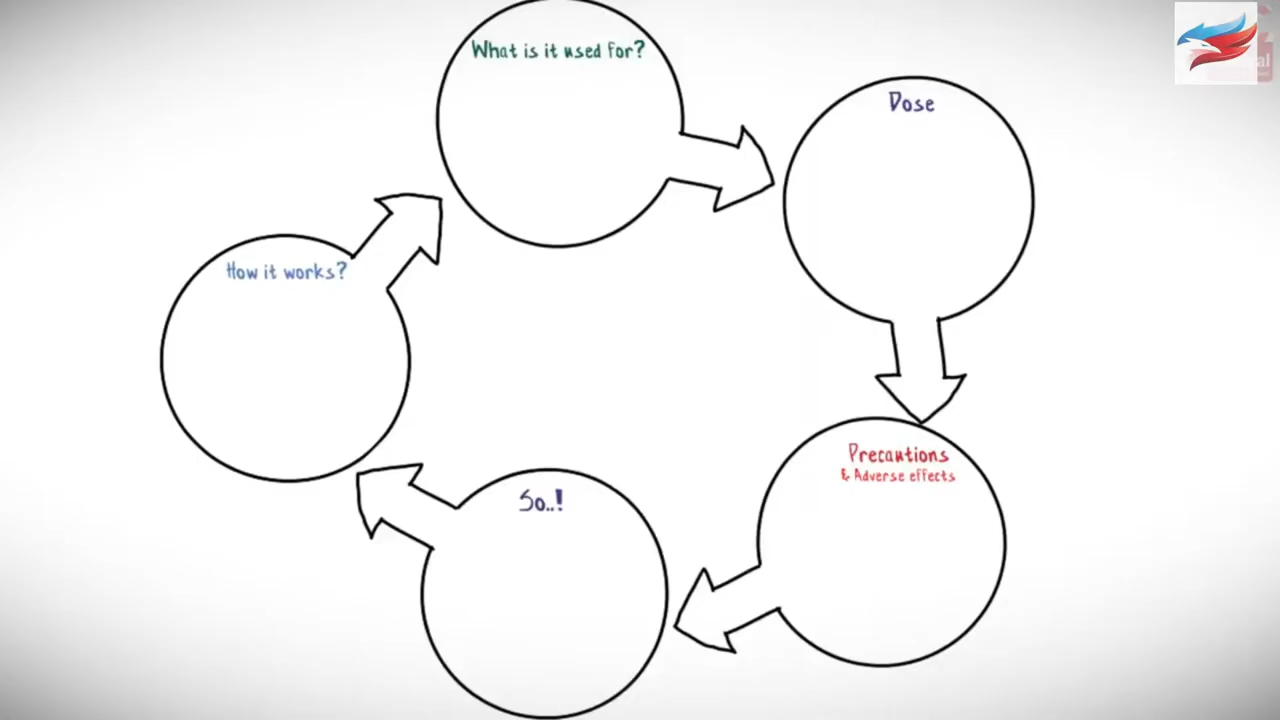 What is it used for?
Dose
How it works?
Precautions
& Adverse effects
So..!